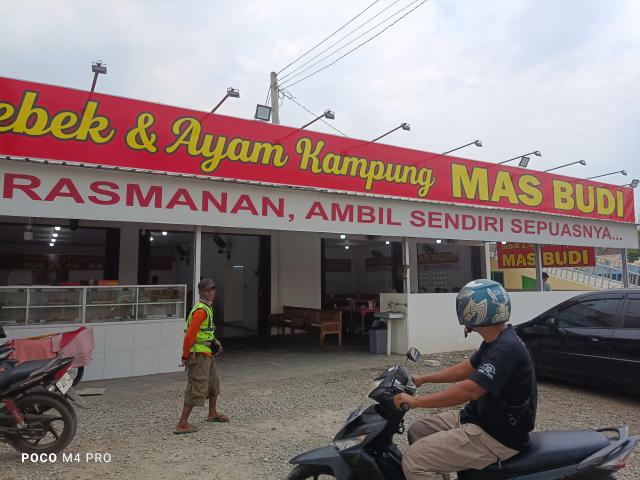 ebek & Ayam Kampung MAS BUDI
RASMANAN, AMBIL SENDIRI SEPUASNYA...
MAS BUDI
POCO M4 PRO